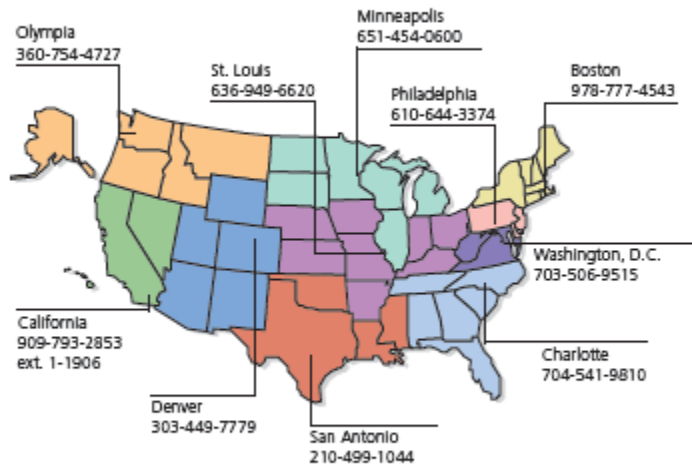 Minneapolis
651-454-0600
Olympia
360-754-4727
St. Louis
636-949-6620
Boston
978-777-4543
Philadelphia
610-644-3374
Washington, D.C.
703-506-9515
California
909-793-2853
ext. 1-1906
Charlotte
704-541-9810
Denver
303-449-7779
San Antonio
210-499-1044